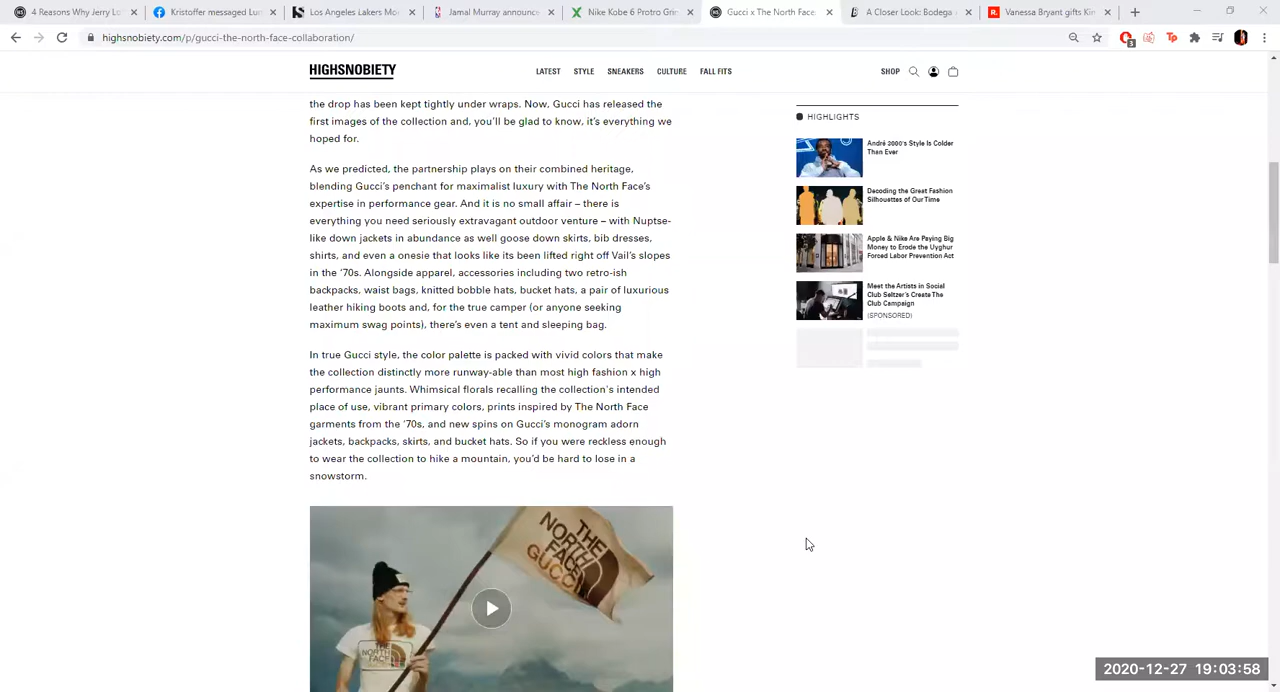 4 Reasons Why Jerry Lo
Kristoffer messaged Lum
Los Angeles Lakers Mo
Jamal Murray announce
Nike Kobe 6 Protro Grin
Gucci x The North Face
A Closer Look: Bodega
Vanessa Bryant gifts Kin
highsnobiety.com/p/gucci-the-north-face-collaboration/
3
HIGHSNOBIETY
LATEST STYLE SNEAKERS CULTURE FALL FITS
SHOP
the drop has been kept tightly under wraps. Now, Gucci has released the
first images of the collection and, you'll be glad to know, it's everything we
hoped for.
As we predicted, the partnership plays on their combined heritage,
blending Gucci's penchant for maximalist luxury with The North Face's
expertise in performance gear. And it is no small affair – there is
everything you need seriously extravagant outdoor venture – with Nuptse-
like down jackets in abundance as well goose down skirts, bib dresses,
shirts, and even a onesie that looks like its been lifted right off Vail's slopes
in the '70s. Alongside apparel, accessories including two retro-ish
backpacks, waist bags, knitted bobble hats, bucket hats, a pair of luxurious
leather hiking boots and, for the true camper (or anyone seeking
maximum swag points), there's even a tent and sleeping bag.
In true Gucci style, the color palette is packed with vivid colors that make
the collection distinctly more runway-able than most high fashion x high
performance jaunts. Whimsical florals recalling the collection's intended
place of use, vibrant primary colors, prints inspired by The North Face
garments from the '70s, and new spins on Gucci's monogram adorn
jackets, backpacks, skirts, and bucket hats. So if you were reckless enough
to wear the collection to hike a mountain, you'd be hard to lose in a
snowstorm.
THE
NORTH
FACE
GUCCI
THE
NORTH
FACE
HIGHLIGHTS
André 3000's Style Is Colder
Than Ever
Decoding the Great Fashion
Silhouettes of Our Time
Apple & Nike Are Paying Big
Money to Erode the Uyghur
Forced Labor Prevention Act
Meet the Artists in Social
Club Seltzer's Create The
Club Campaign
(SPONSORED)
2020-12-27 19:03:58